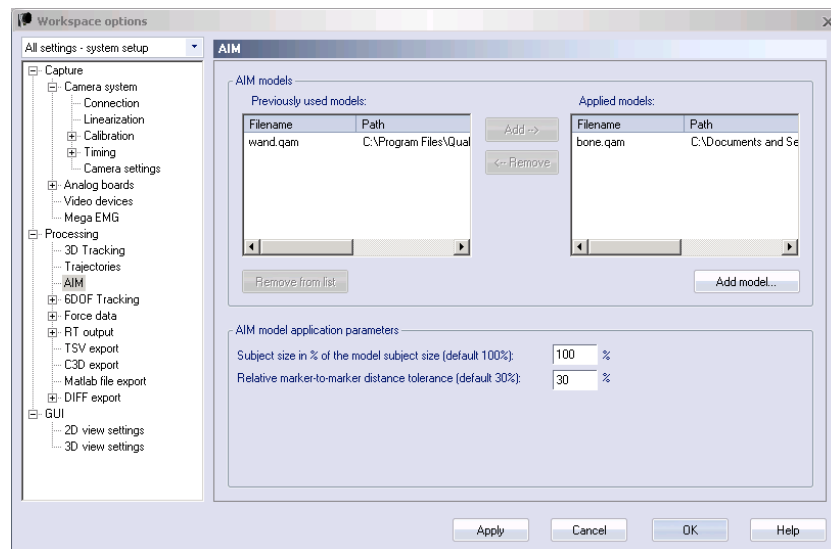 Workspace options
All settings - system setup
AIM
Capture
Camera system
Connection
Linearization
Calibration
Timing
Camera settings
Analog boards
Video devices
Mega EMG
Processing
3D Tracking
Trajectories
AIM
6DOF Tracking
Force data
RT output
TSV export
C3D export
Matlab file export
DIFF export
GUI
2D view settings
3D view settings
AIM models
Previously used models:
Filename Path
wand.qam C:\Program Files\Qual
Add -->
<-- Remove
Applied models:
Filename Path
bone.qam C:\Documents and Se
Remove from list
Add model...
AIM model application parameters
Subject size in % of the model subject size (default 100%): 100 %
Relative marker-to-marker distance tolerance (default 30%): 30 %
Apply Cancel OK Help